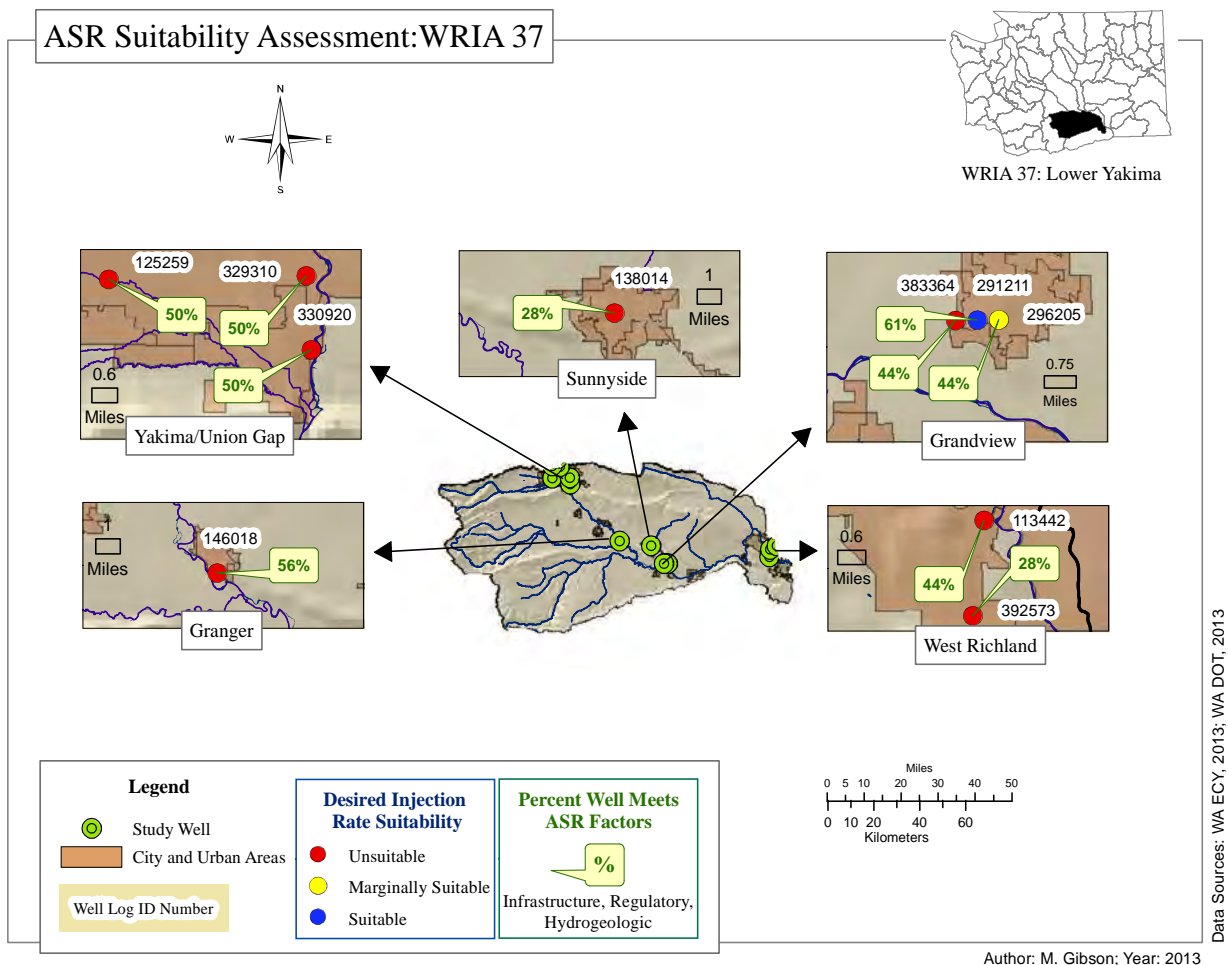 ASR Suitability Assessment:WRIA 37
N
W
E
S
WRIA 37: Lower Yakima
125259
329310
330920
50%
50%
50%
0.6
Miles
Yakima/Union Gap
138014
28%
1
Miles
Sunnyside
383364
291211
296205
61%
44%
44%
0.75
Miles
Grandview
1
Miles
146018
56%
Granger
113442
0.6
Miles
44%
28%
392573
West Richland
Legend
Study Well
City and Urban Areas
Well Log ID Number
Desired Injection
Rate Suitability
Unsuitable
Marginally Suitable
Suitable
Percent Well Meets
ASR Factors
%
Infrastructure, Regulatory,
Hydrogeologic
Miles
0 5 10 20 30 40 50
0 10 20 40 60
Kilometers
Data Sources: WA ECY, 2013; WA DOT, 2013
Author: M. Gibson; Year: 2013